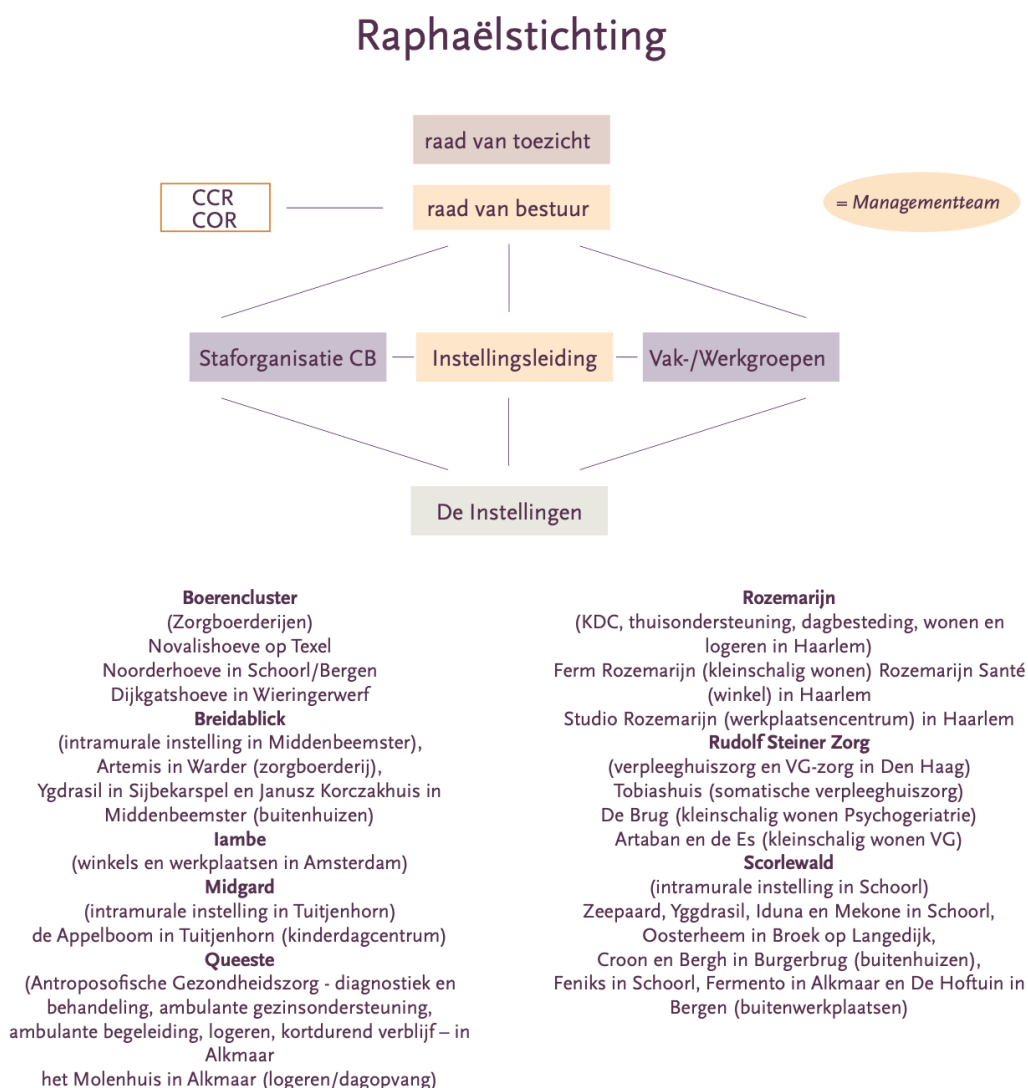 Raphaëlstichting
raad van toezicht
CCR
COR
raad van bestuur
= Managementteam
Staforganisatie CB
Instellingsleiding
Vak-/Werkgroepen
De Instellingen
Boerencluster
(Zorgboerderijen)
Novalishoeve op Texel
Noorderhoeve in Schoorl/Bergen
Dijkgatshoeve in Wieringerwerf
Breidablick
(intramurale instelling in Middenbeemster),
Artemis in Warder (zorgboerderij),
Ygdrasil in Sijbekarspel en Janusz Korczakhuis in
Middenbeemster (buitenhuizen)
Iambe
(winkels en werkplaatsen in Amsterdam)
Midgard
(intramurale instelling in Tuitjenhorn)
de Appelboom in Tuitjenhorn (kinderdagcentrum)
Queeste
(Antroposofische Gezondheidszorg - diagnostiek en
behandeling, ambulante gezinsondersteuning,
ambulante begeleiding, logeren, kortdurend verblijf – in
Alkmaar
het Molenhuis in Alkmaar (logeren/dagopvang)
Rozemarijn
(KDC, thuisondersteuning, dagbesteding, wonen en
logeren in Haarlem)
Ferm Rozemarijn (kleinschalig wonen) Rozemarijn Santé
(winkel) in Haarlem
Studio Rozemarijn (werkplaatsencentrum) in Haarlem
Rudolf Steiner Zorg
(verpleeghuiszorg en VG-zorg in Den Haag)
Tobiashuis (somatische verpleeghuiszorg)
De Brug (kleinschalig wonen Psychogeriatrie)
Artaban en de Es (kleinschalig wonen VG)
Scorlewald
(intramurale instelling in Schoorl)
Zeepaard, Yggdrasil, Iduna en Mekone in Schoorl,
Oosterheem in Broek op Langedijk,
Croon en Bergh in Burgerbrug (buitenhuizen),
Feniks in Schoorl, Fermento in Alkmaar en De Hoftuin in
Bergen (buitenwerkplaatsen)